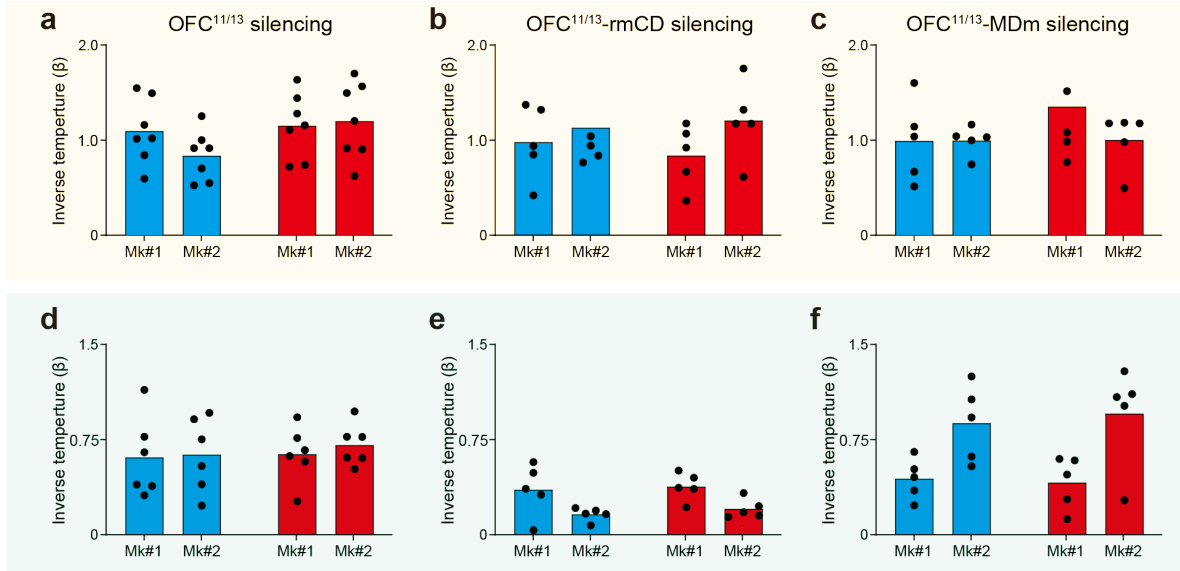 a OFC11/13 silencing
Inverse temperture (β)
2.0
1.0
0
Mk#1 Mk#2 Mk#1 Mk#2
b OFC11/13-rmCD silencing
Inverse temperture (β)
2.0
1.0
0
Mk#1 Mk#2 Mk#1 Mk#2
c OFC11/13-MDm silencing
Inverse temperture (β)
2.0
1.0
0
Mk#1 Mk#2 Mk#1 Mk#2
d
Inverse temperture (β)
1.5
0.75
0
Mk#1 Mk#2 Mk#1 Mk#2
e
Inverse temperture (β)
1.5
0.75
0
Mk#1 Mk#2 Mk#1 Mk#2
f
Inverse temperture (β)
1.5
0.75
0
Mk#1 Mk#2 Mk#1 Mk#2